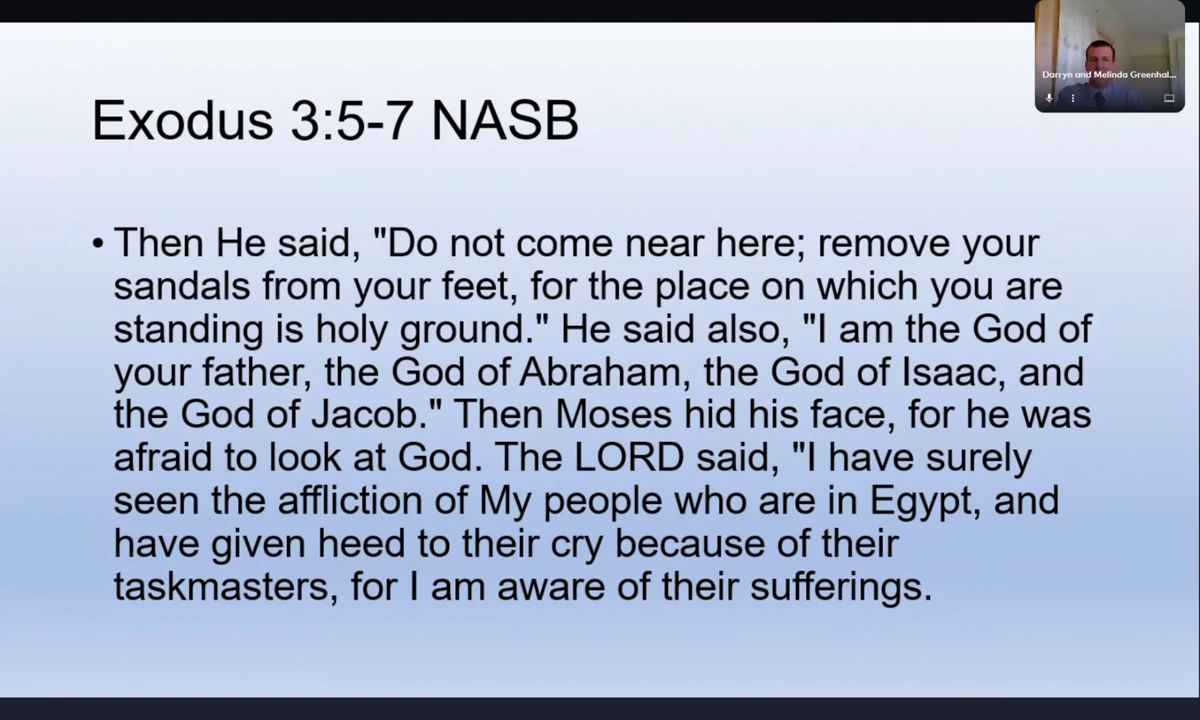 Darryn and Melinda Greenhal...
Exodus 3:5-7 NASB
• Then He said, "Do not come near here; remove your
sandals from your feet, for the place on which you are
standing is holy ground." He said also, "I am the God of
your father, the God of Abraham, the God of Isaac, and
the God of Jacob." Then Moses hid his face, for he was
afraid to look at God. The LORD said, "I have surely
seen the affliction of My people who are in Egypt, and
have given heed to their cry because of their
taskmasters, for I am aware of their sufferings.